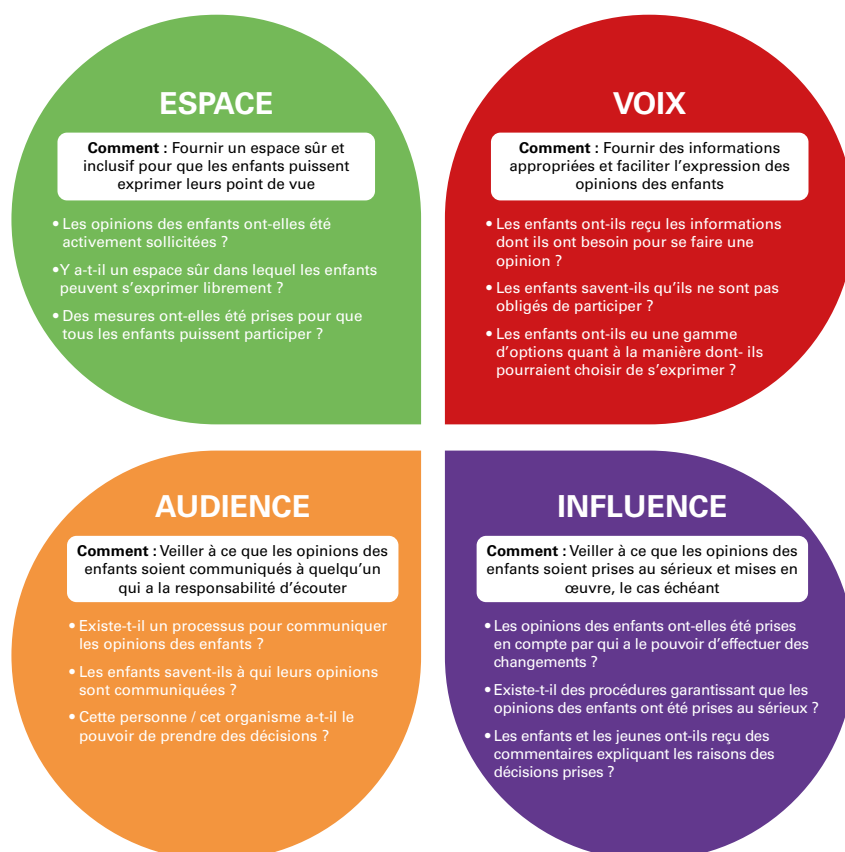 ESPACE
Comment : Fournir un espace sûr et
inclusif pour que les enfants puissent
exprimer leurs point de vue
• Les opinions des enfants ont-elles été
activement sollicitées ?
•Y a-t-il un espace sûr dans lequel les enfants
peuvent s’exprimer librement ?
• Des mesures ont-elles été prises pour que
tous les enfants puissent participer ?
VOIX
Comment : Fournir des informations
appropriées et faciliter l’expression des
opinions des enfants
• Les enfants ont-ils reçu les informations
dont ils ont besoin pour se faire une
opinion ?
• Les enfants savent-ils qu’ils ne sont pas
obligés de participer ?
• Les enfants ont-ils eu une gamme
d’options quant à la manière dont- ils
pourraient choisir de s’exprimer ?
AUDIENCE
Comment : Veiller à ce que les opinions des
enfants soient communiqués à quelqu’un
qui a la responsabilité d’écouter
• Existe-t-il un processus pour communiquer
les opinions des enfants ?
• Les enfants savent-ils à qui leurs opinions
sont communiquées ?
• Cette personne / cet organisme a-t-il le
pouvoir de prendre des décisions ?
INFLUENCE
Comment : Veiller à ce que les opinions des
enfants soient prises au sérieux et mises en
œuvre, le cas échéant
• Les opinions des enfants ont-elles été prises
en compte par qui a le pouvoir d’effectuer des
changements ?
• Existe-t-il des procédures garantissant que les
opinions des enfants ont été prises au sérieux ?
• Les enfants et les jeunes ont-ils reçu des
commentaires expliquant les raisons des
décisions prises ?